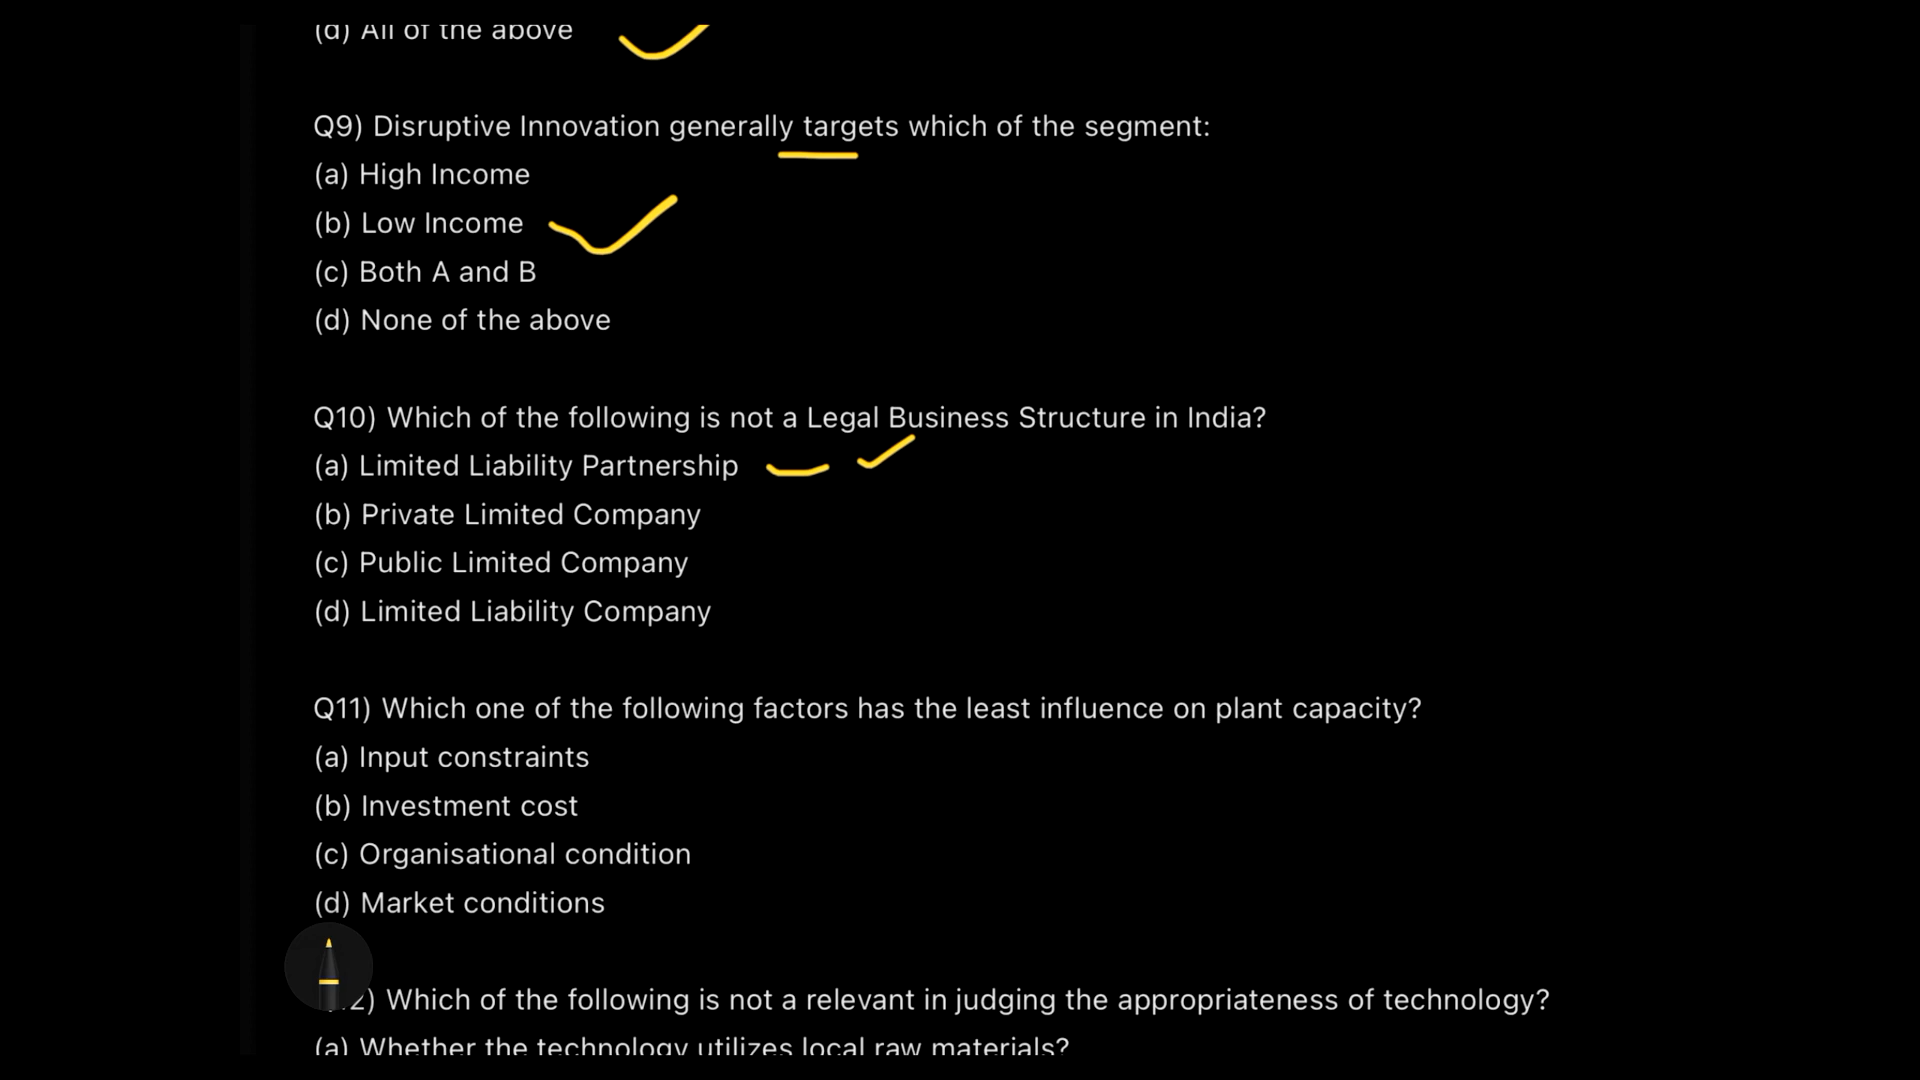 (d) All of the above
Q9) Disruptive Innovation generally targets which of the segment:
(a) High Income
(b) Low Income
(c) Both A and B
(d) None of the above
Q10) Which of the following is not a Legal Business Structure in India?
(a) Limited Liability Partnership
(b) Private Limited Company
(c) Public Limited Company
(d) Limited Liability Company
Q11) Which one of the following factors has the least influence on plant capacity?
(a) Input constraints
(b) Investment cost
(c) Organisational condition
(d) Market conditions
2) Which of the following is not a relevant in judging the appropriateness of technology?
(a) Whether the technology utilizes local raw materials?